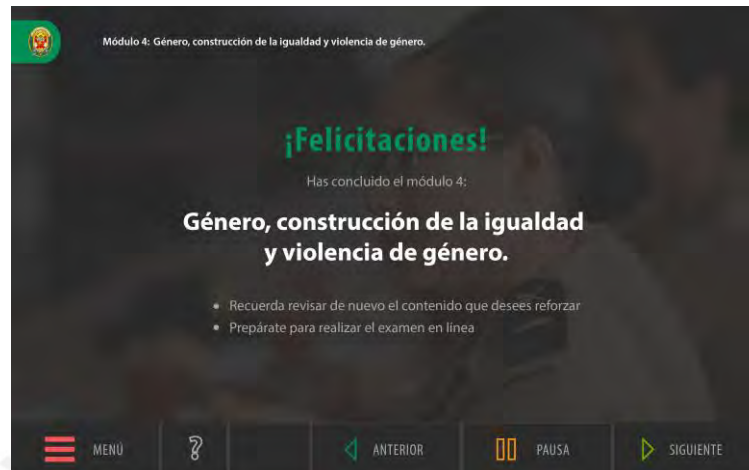 Módulo 4: Género, construcción de la igualdad y violencia de género.
¡Felicitaciones!
Has concluido el módulo 4:
Género, construcción de la igualdad
y violencia de género.
• Recuerda revisar de nuevo el contenido que desees reforzar
• Prepárate para realizar el examen en línea
MENÚ ? ANTERIOR PAUSA SIGUIENTE